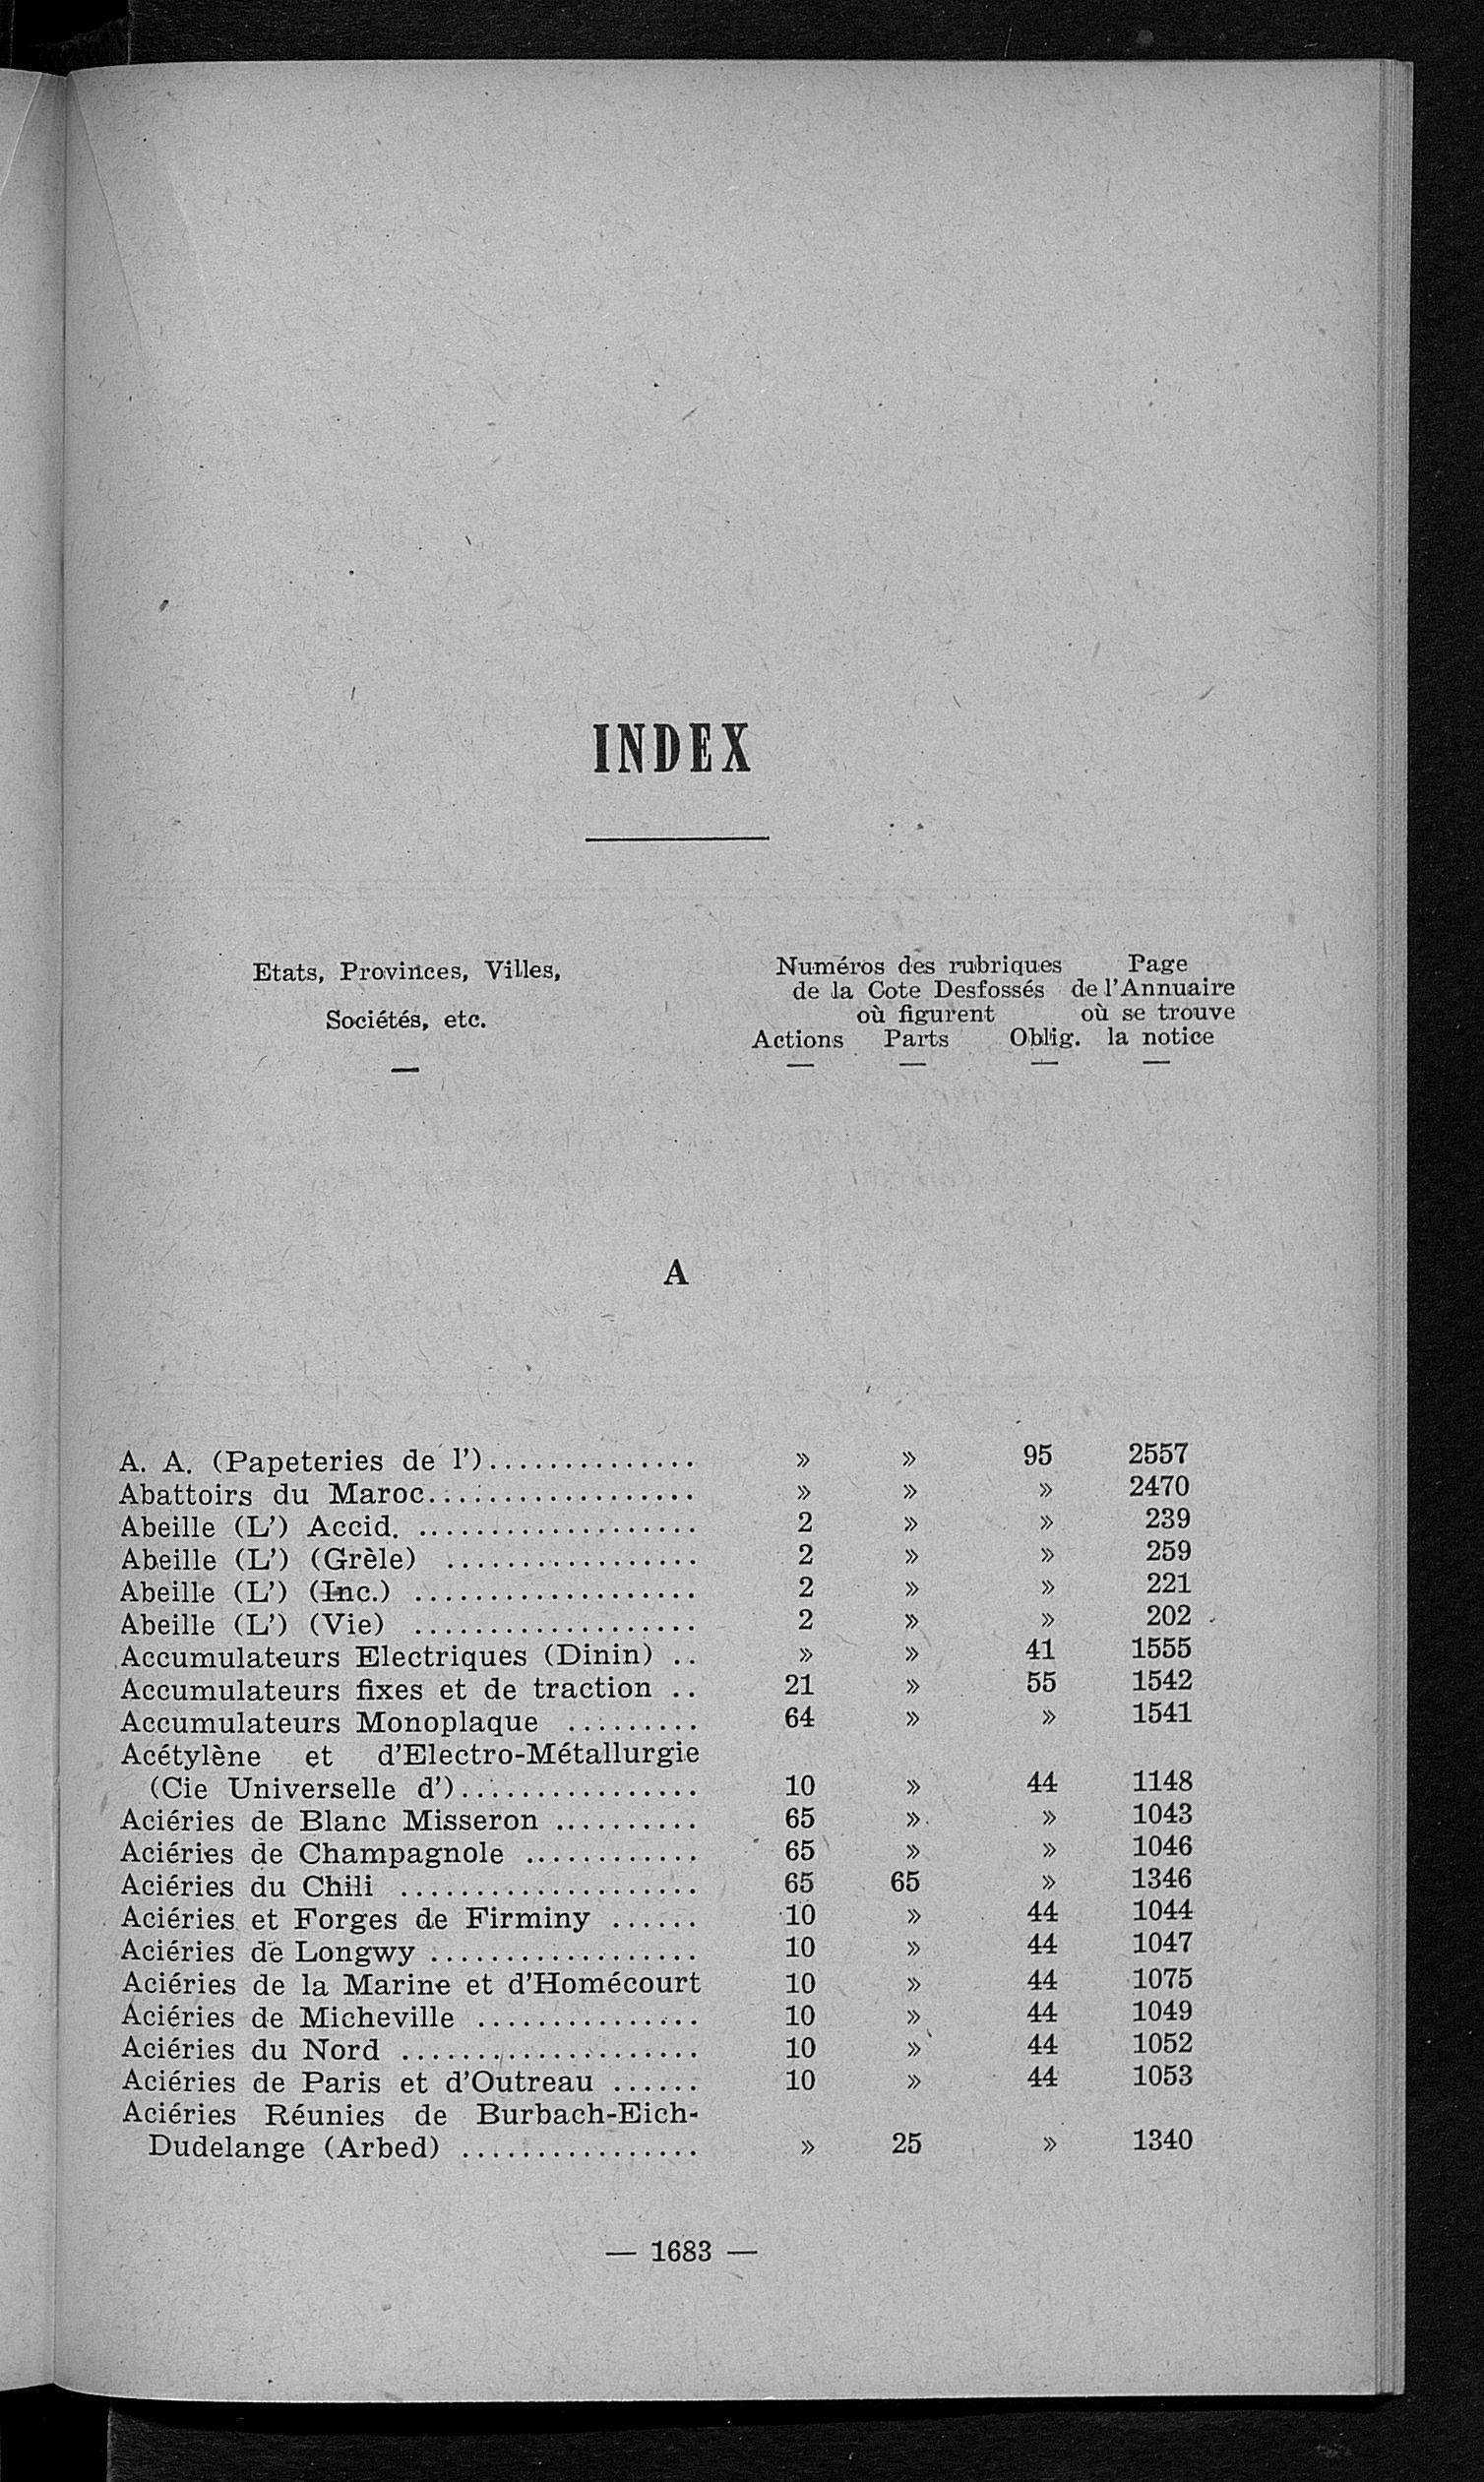 INDEX
Etats, Provinces, Villes,
Sociétés, etc.
—
Numéros des rubriques
de la Cote Desfossés
où figurent
Actions Parts Oblig.
— — —
Page
de l'Annuaire
où se trouve
la notice
—
A
A. A. (Papeteries de l').............. » » 95 2557
Abattoirs du Maroc.................. » » » 2470
Abeille (L') Accid. ................... 2 » » 239
Abeille (L') (Grèle) ................. 2 » » 259
Abeille (L') (Inc.) ................... 2 » » 221
Abeille (L') (Vie) ................... 2 » » 202
Accumulateurs Electriques (Dinin) .. » » 41 1555
Accumulateurs fixes et de traction .. 21 » 55 1542
Accumulateurs Monoplaque ......... 64 » » 1541
Acétylène et d'Electro-Métallurgie
(Cie Universelle d')................ 10 » 44 1148
Aciéries de Blanc Misseron .......... 65 » » 1043
Aciéries de Champagnole ............ 65 » » 1046
Aciéries du Chili .................... 65 65 » 1346
Aciéries et Forges de Firminy ...... 10 » 44 1044
Aciéries de Longwy .................. 10 » 44 1047
Aciéries de la Marine et d'Homécourt 10 » 44 1075
Aciéries de Micheville ............... 10 » 44 1049
Aciéries du Nord .................... 10 » 44 1052
Aciéries de Paris et d'Outreau ...... 10 » 44 1053
Aciéries Réunies de Burbach-Eich-
Dudelange (Arbed) ................ » 25 » 1340
— 1683 —